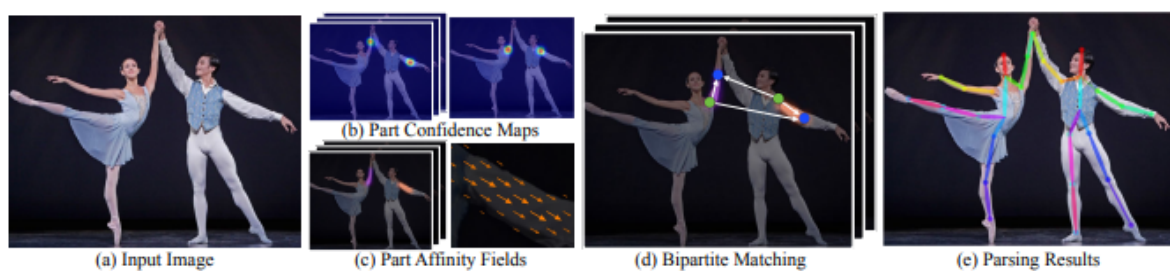 (a) Input Image
(b) Part Confidence Maps
(c) Part Affinity Fields
(d) Bipartite Matching
(e) Parsing Results